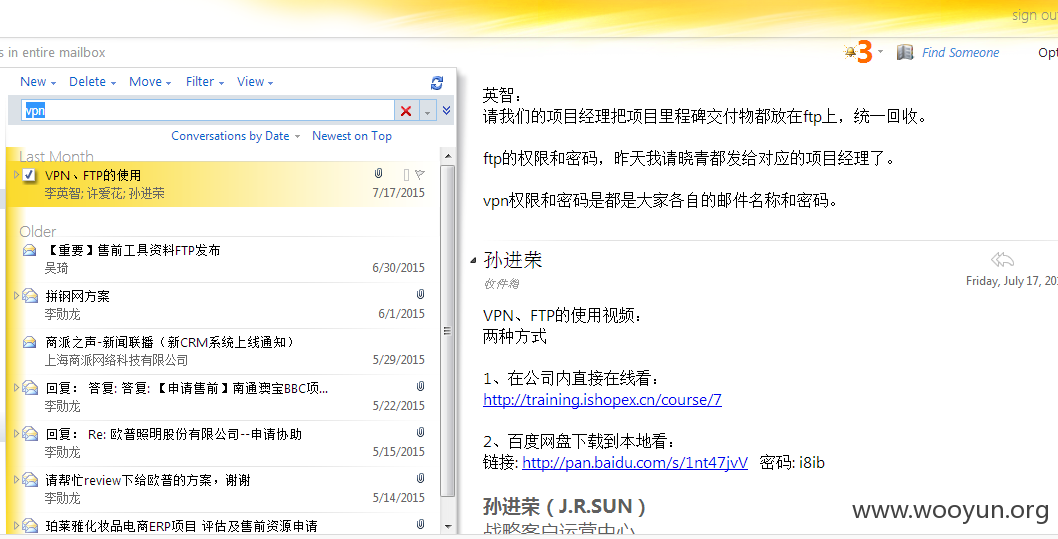 sign ou
s in entire mailbox
3
Find Someone
Opt
New
Delete
Move
Filter
View
vpn
Conversations by Date
Newest on Top
Last Month
VPN、FTP的使用
李英智; 许爱花; 孙进荣
7/17/2015
Older
【重要】售前工具资料FTP发布
吴琦
6/30/2015
拼钢网方案
李勋龙
6/1/2015
商派之声-新闻联播（新CRM系统上线通知）
上海商派网络科技有限公司
5/29/2015
回复： 答复: 答复: 【申请售前】南通澳宝BBC项...
李勋龙
5/22/2015
回复： Re: 欧普照明股份有限公司--申请协助
李勋龙
5/15/2015
请帮忙review下给欧普的方案，谢谢
李勋龙
5/14/2015
珀莱雅化妆品电商ERP项目 评估及售前资源申请
英智：
请我们的项目经理把项目里程碑交付物都放在ftp上，统一回收。
ftp的权限和密码，昨天我请晓青都发给对应的项目经理了。
vpn权限和密码是都是大家各自的邮件名称和密码。
孙进荣
收件箱
Friday, July 17, 20
VPN、FTP的使用视频：
两种方式
1、在公司内直接在线看：
http://training.ishopex.cn/course/7
2、百度网盘下载到本地看：
链接: http://pan.baidu.com/s/1nt47jvV 密码: i8ib
孙进荣（J.R.SUN）
战略客户运营中心
www.wooyun.org